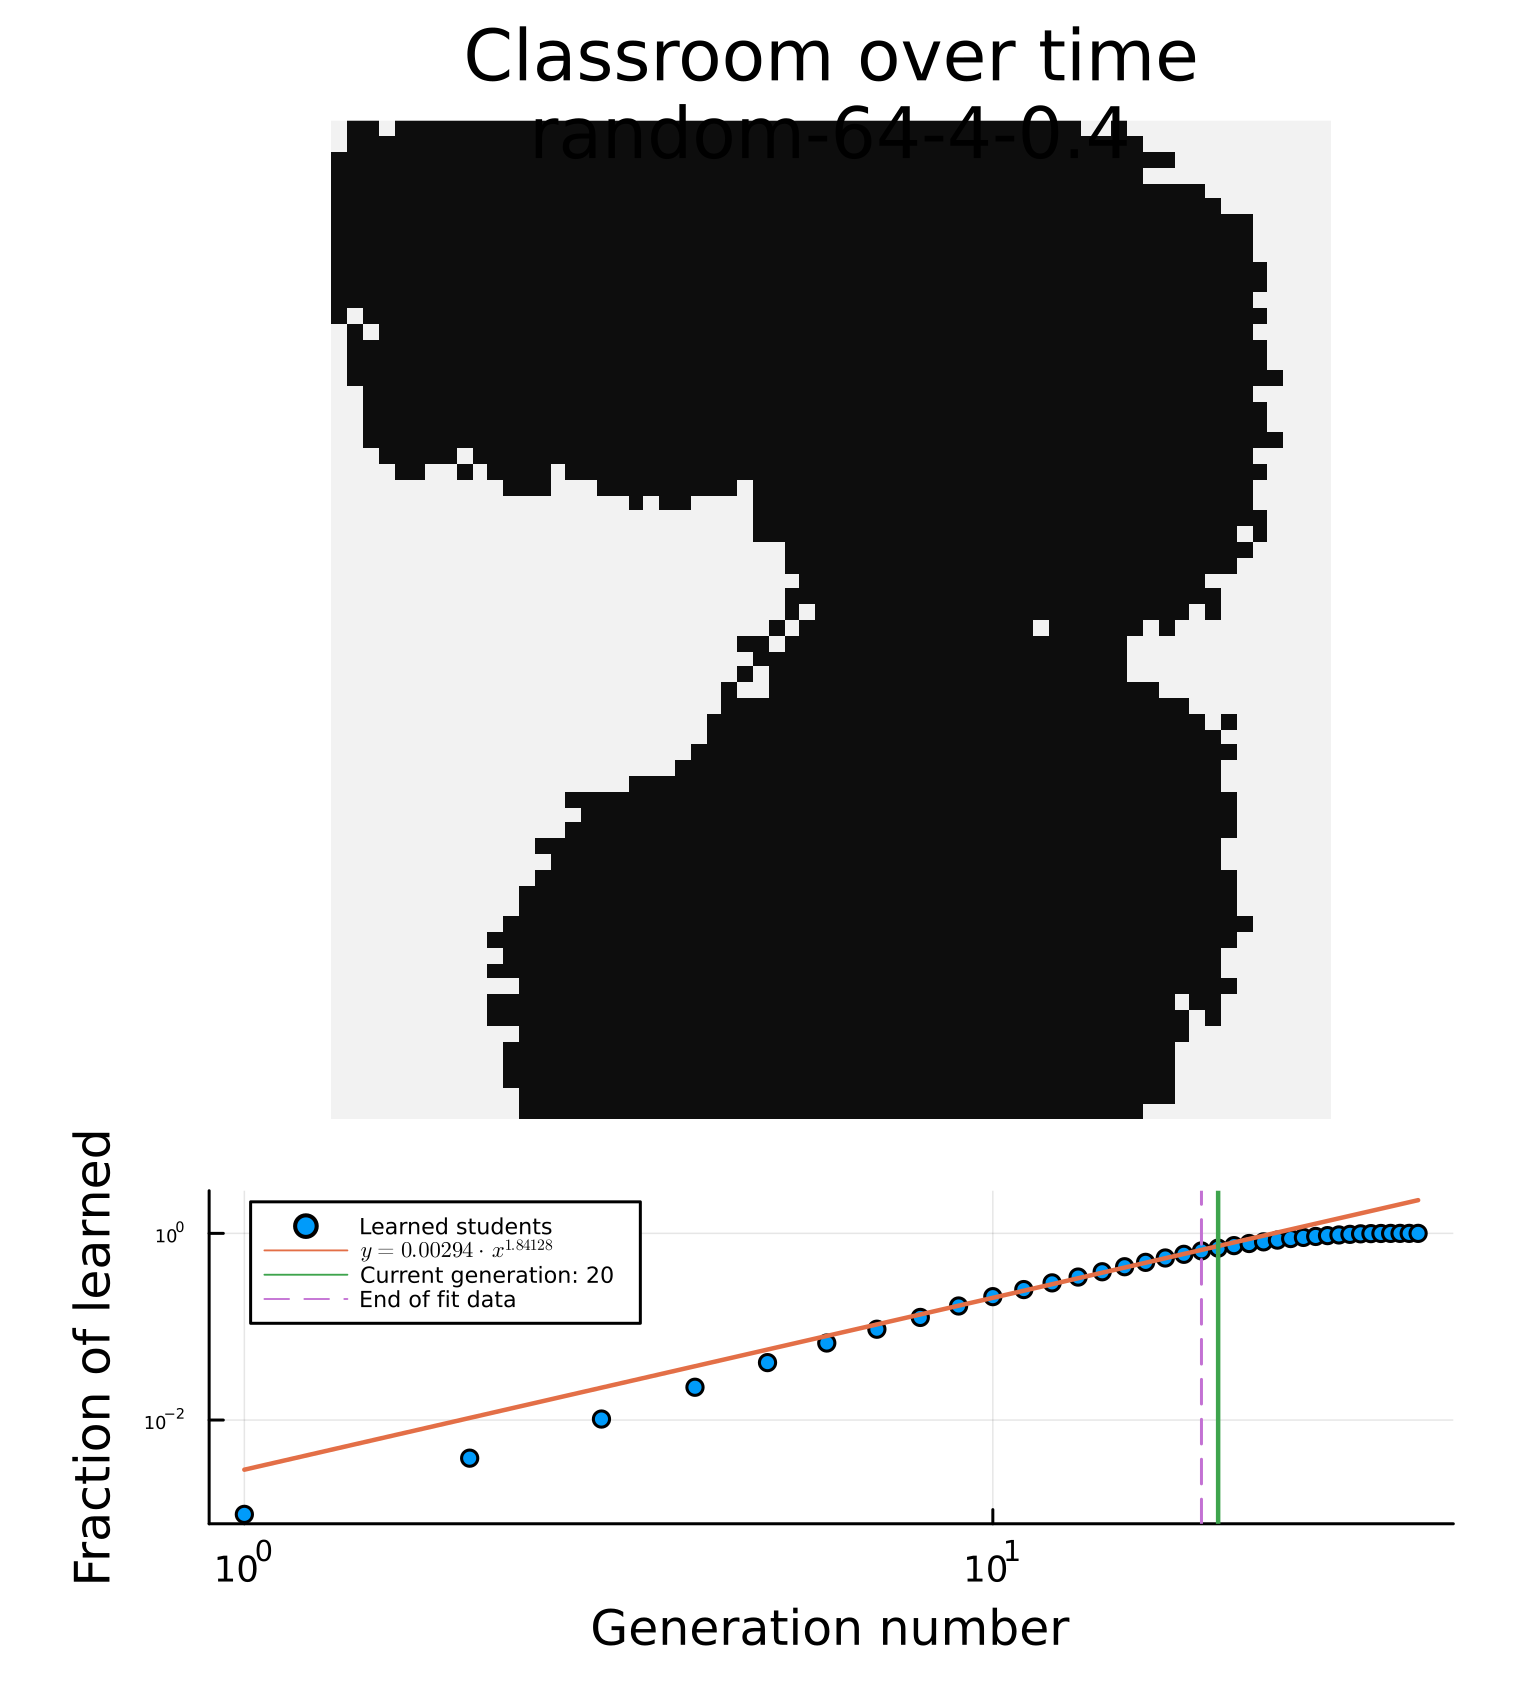 Classroom over time
random-64-4-0.4
Fraction of learned
10⁰
10⁻²
Learned students
y = 0.00294 · x^1.84128
Current generation: 20
End of fit data
10⁰
10¹
Generation number